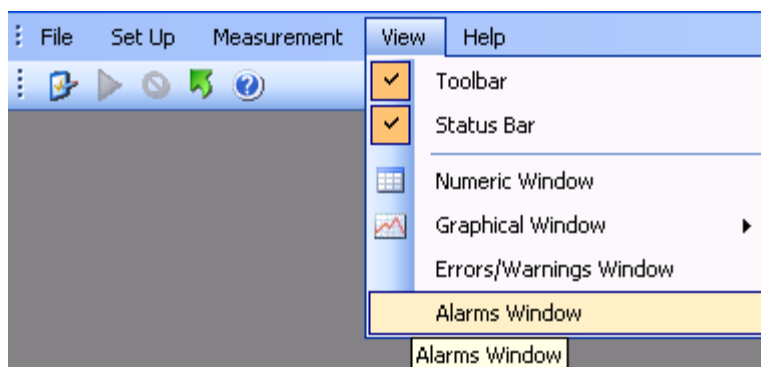 File Set Up Measurement View Help
Toolbar
Status Bar
Numeric Window
Graphical Window
Errors/Warnings Window
Alarms Window
Alarms Window